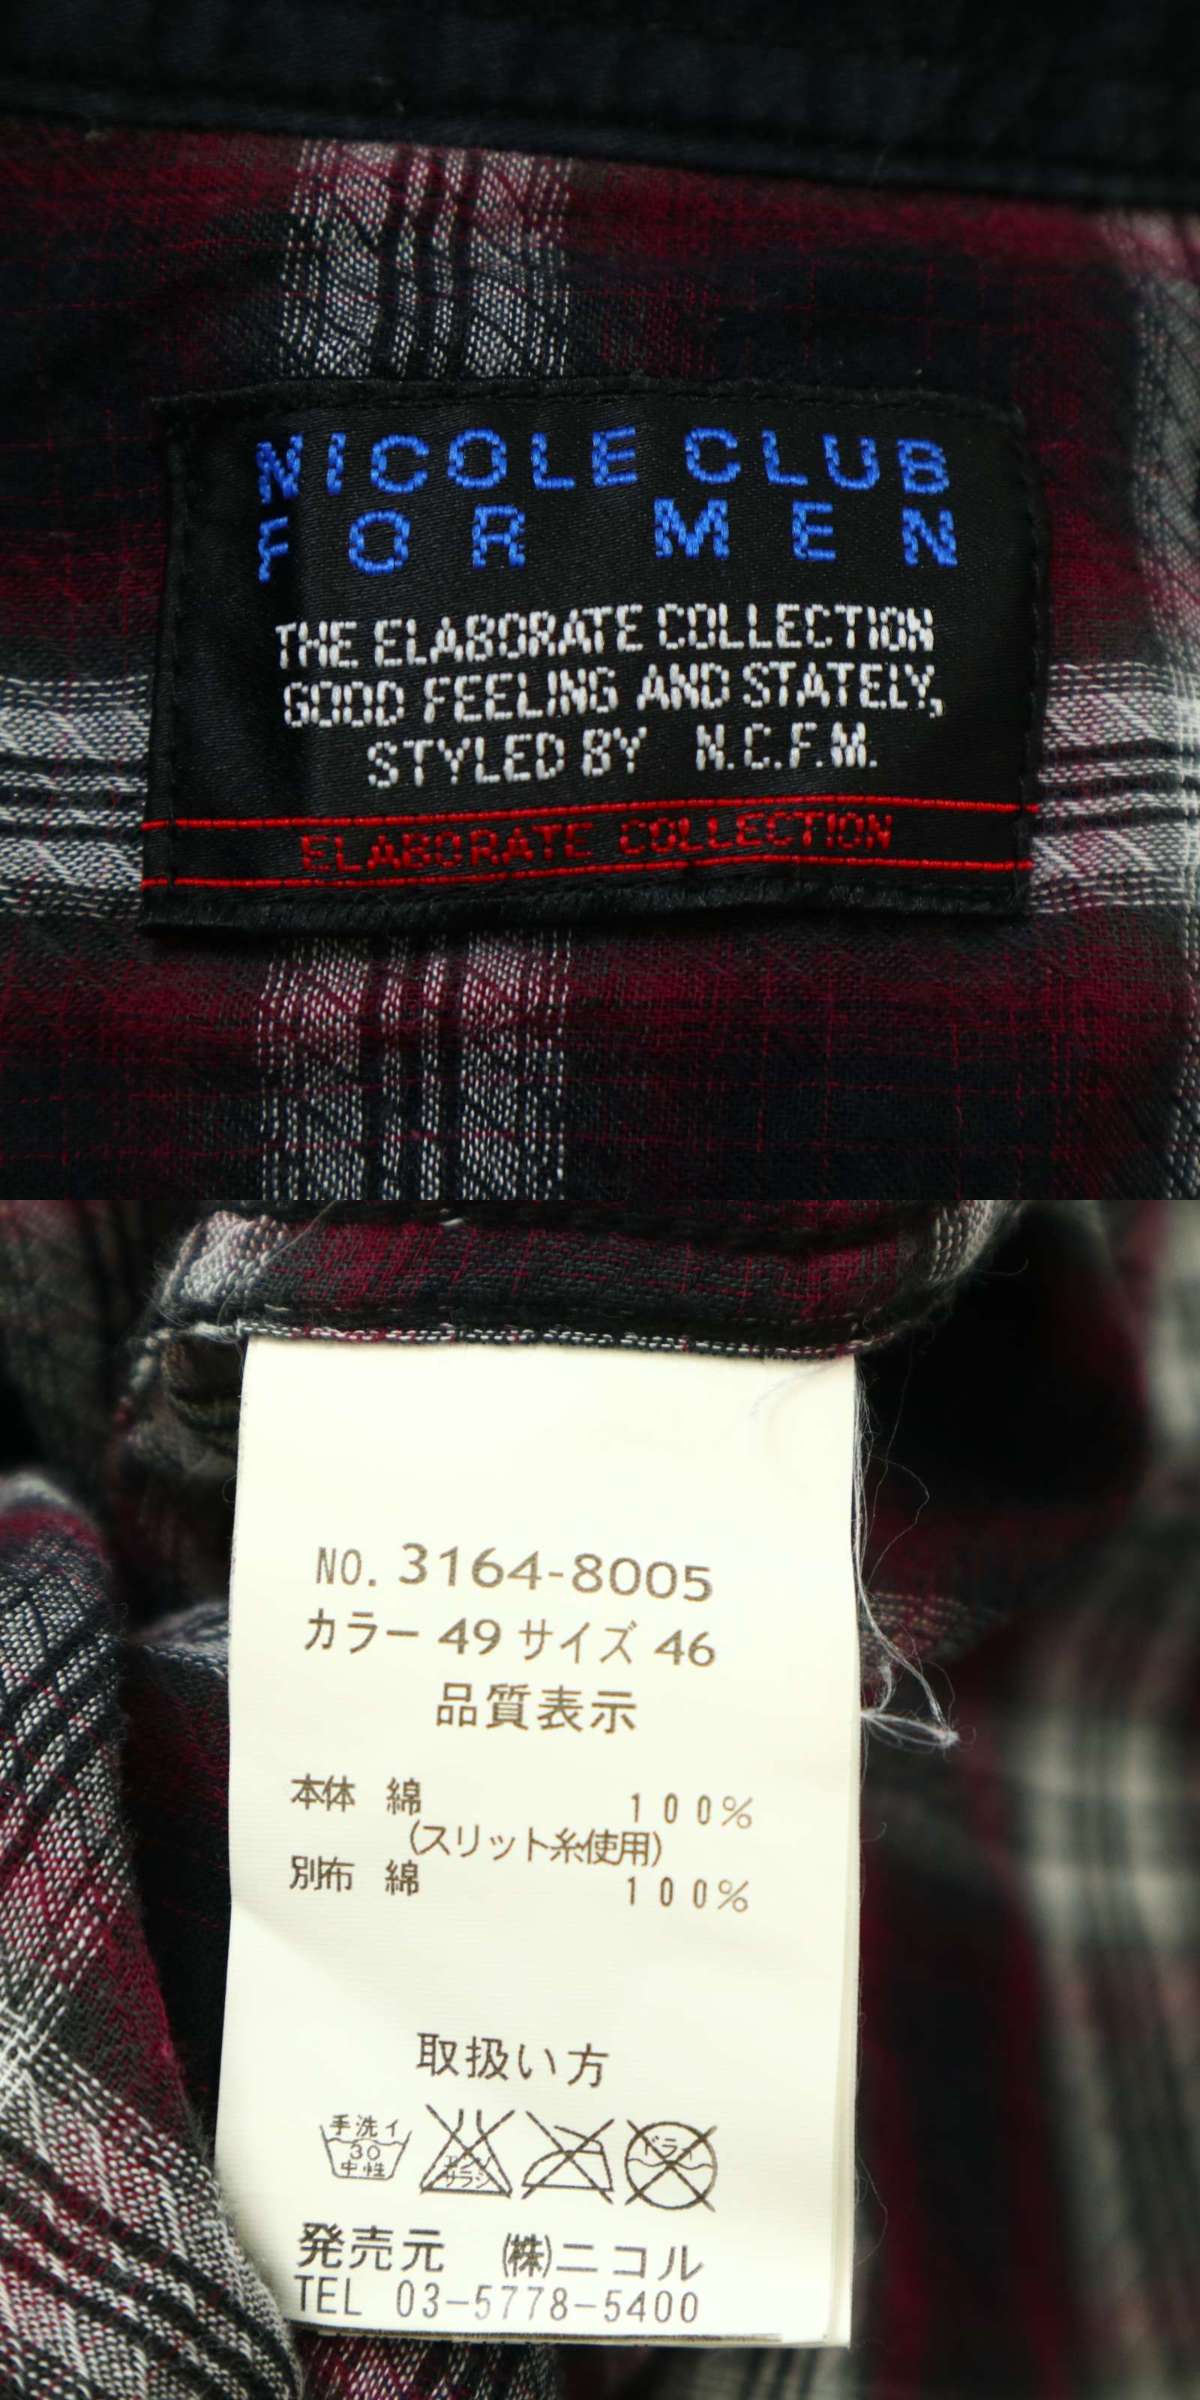 NICOLE CLUB
FOR MEN
THE ELABORATE COLLECTION
GOOD FEELING AND STATELY,
STYLED BY N.C.F.M.
ELABORATE COLLECTION
NO. 3164-8005
カラー 49 サイズ 46
品質表示
本体 綿 100%
(スリット糸使用)
別布 綿 100%
取扱い方
手洗イ
30
中性
エンソ
サラシ
ドライ
発売元 ㈱ニコル
TEL 03-5778-5400